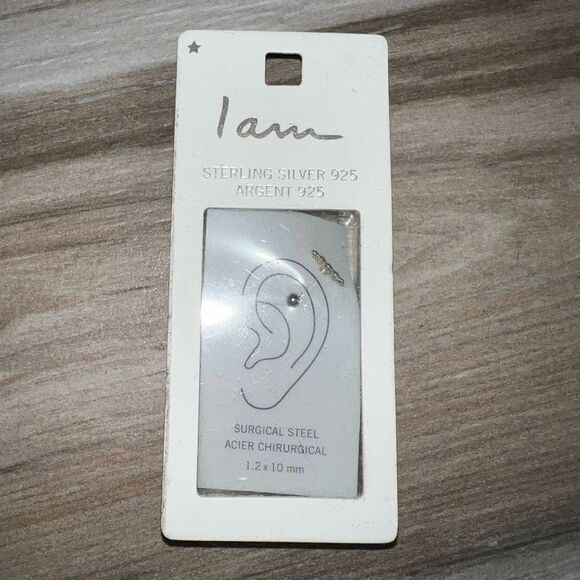 I am
STERLING SILVER 925
ARGENT 925
SURGICAL STEEL
ACIER CHIRURGICAL
1.2 x 10 mm